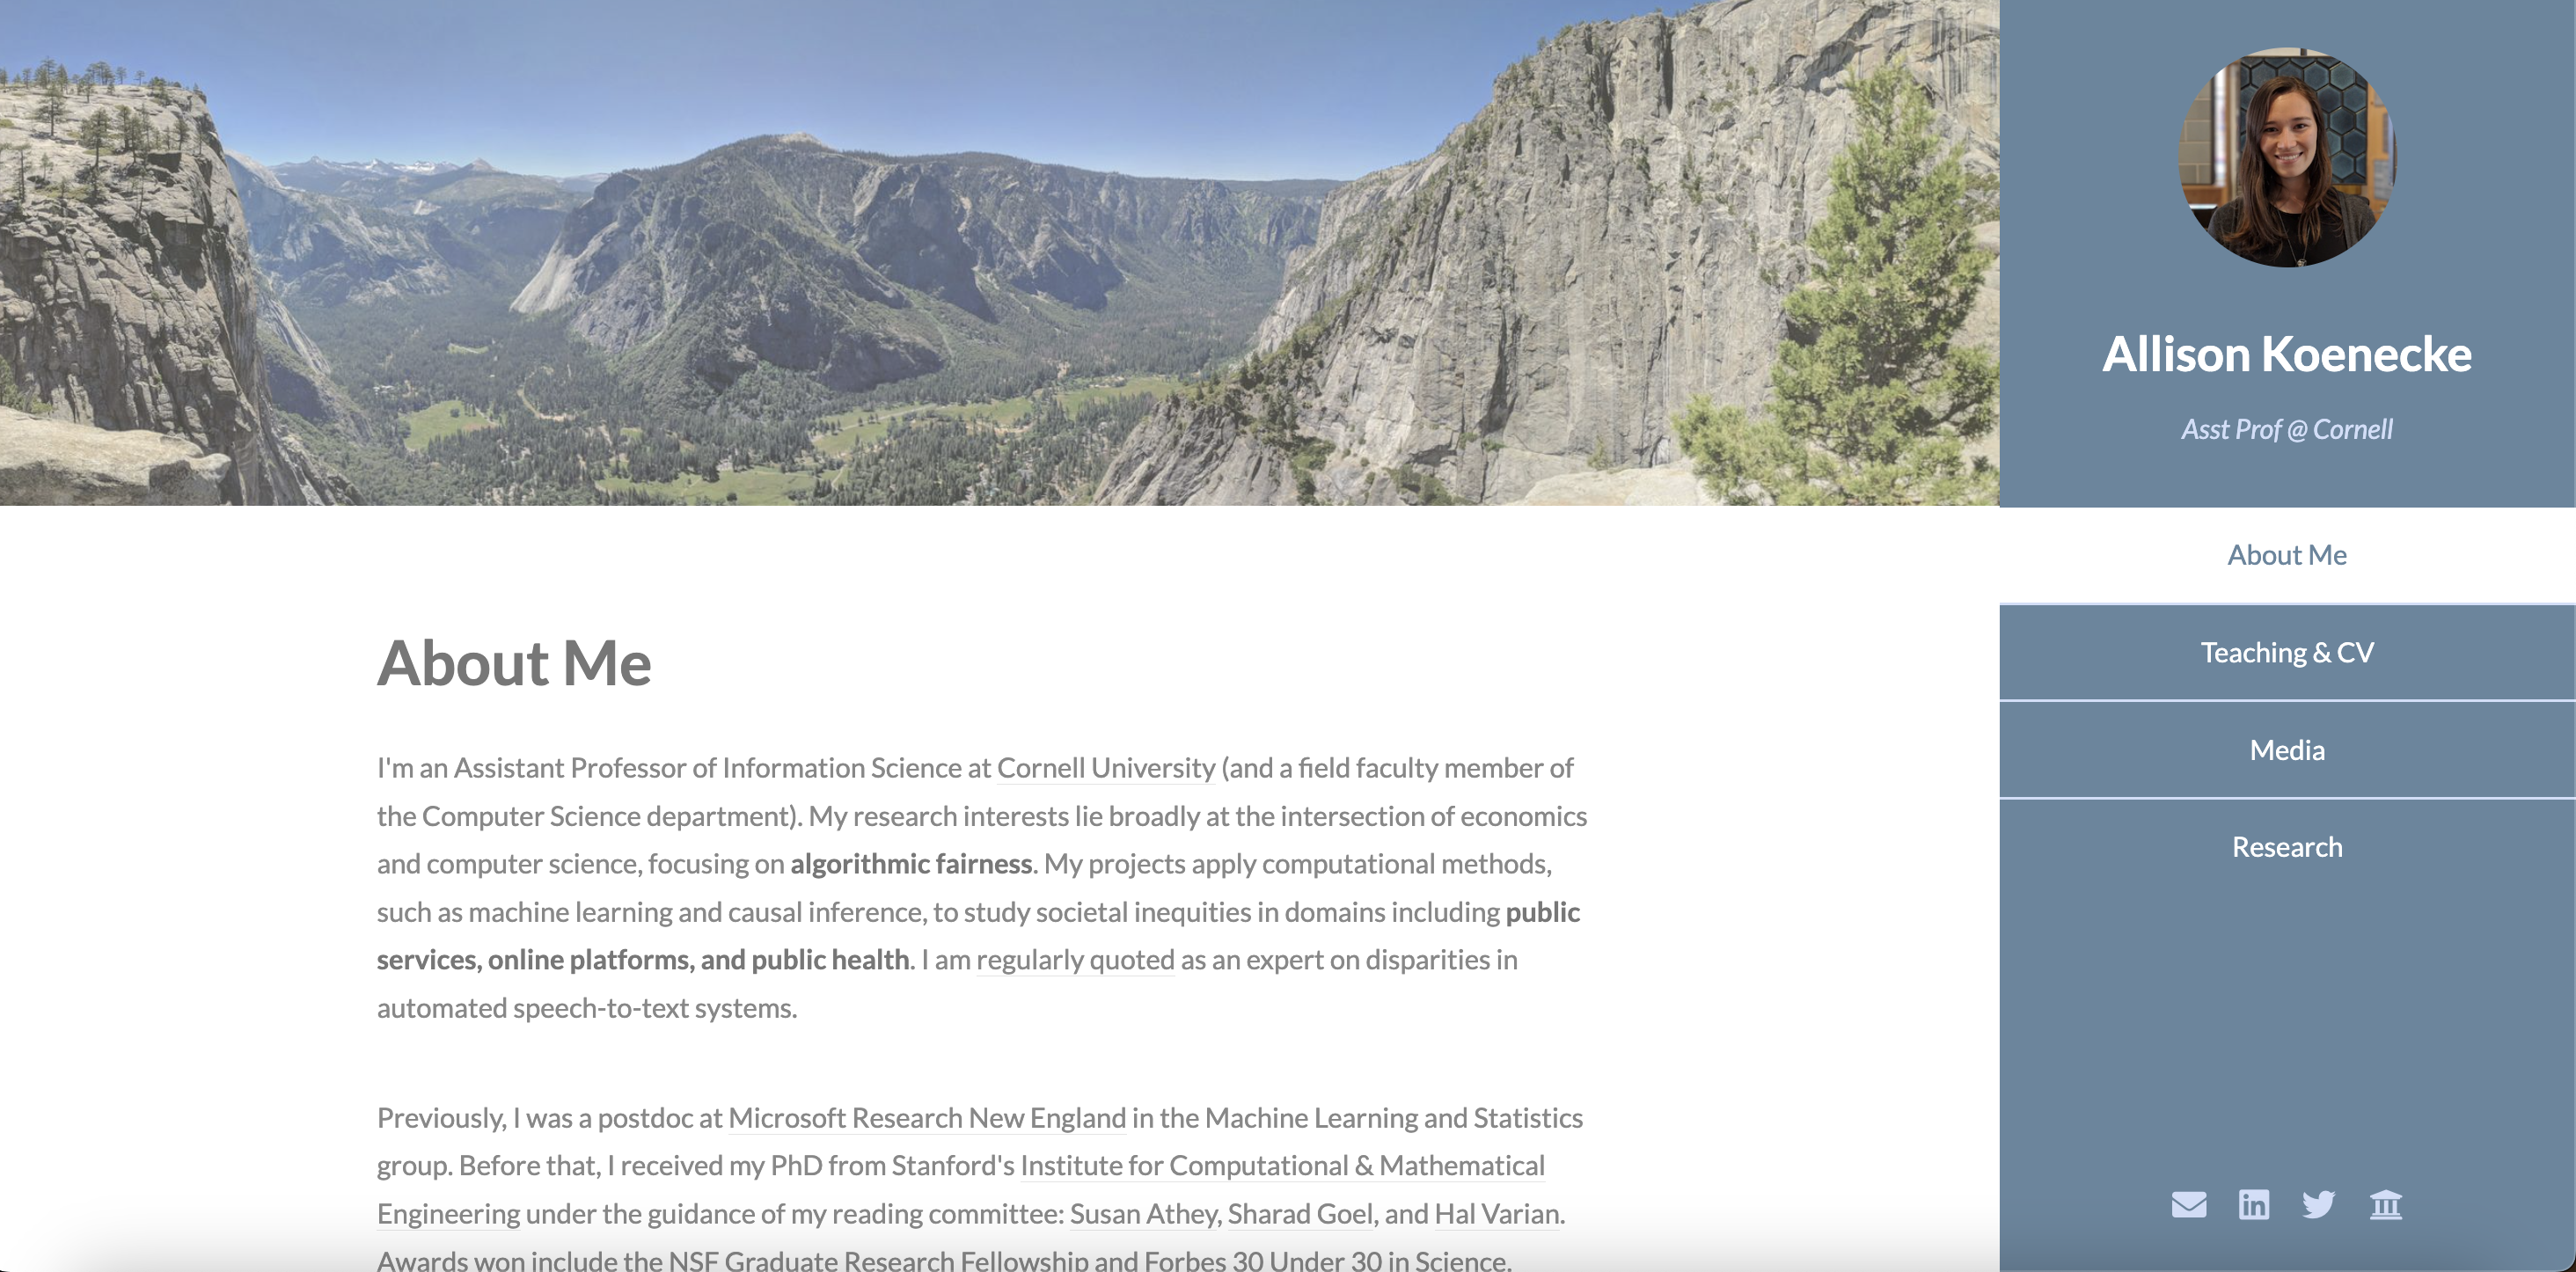 Allison Koenecke
Asst Prof @ Cornell
About Me
Teaching & CV
Media
Research
About Me
I'm an Assistant Professor of Information Science at Cornell University (and a field faculty member of
the Computer Science department). My research interests lie broadly at the intersection of economics
and computer science, focusing on algorithmic fairness. My projects apply computational methods,
such as machine learning and causal inference, to study societal inequities in domains including public
services, online platforms, and public health. I am regularly quoted as an expert on disparities in
automated speech-to-text systems.
Previously, I was a postdoc at Microsoft Research New England in the Machine Learning and Statistics
group. Before that, I received my PhD from Stanford's Institute for Computational & Mathematical
Engineering under the guidance of my reading committee: Susan Athey, Sharad Goel, and Hal Varian.
Awards won include the NSF Graduate Research Fellowship and Forbes 30 Under 30 in Science.